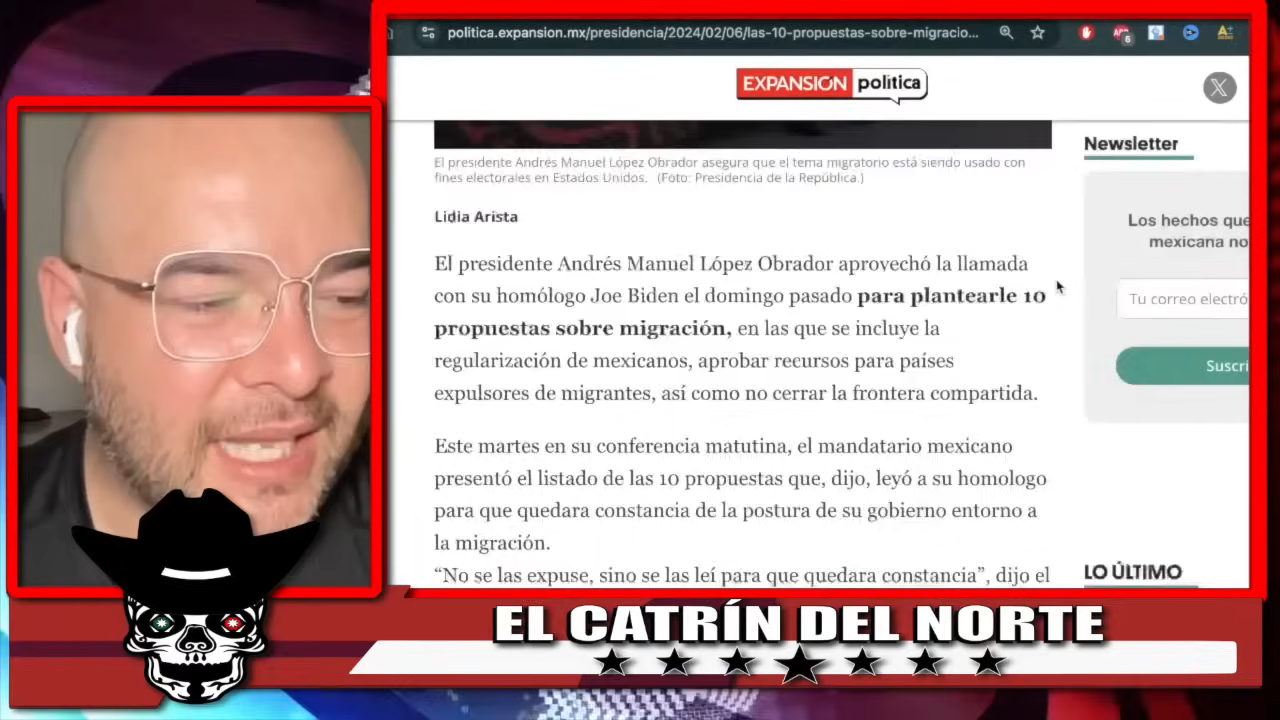 politica.expansion.mx/presidencia/2024/02/06/las-10-propuestas-sobre-migracio...
EXPANSIÓN política
El presidente Andrés Manuel López Obrador asegura que el tema migratorio está siendo usado con
fines electorales en Estados Unidos. (Foto: Presidencia de la República.)
Lidia Arista
El presidente Andrés Manuel López Obrador aprovechó la llamada
con su homólogo Joe Biden el domingo pasado para plantearle 10
propuestas sobre migración, en las que se incluye la
regularización de mexicanos, aprobar recursos para países
expulsores de migrantes, así como no cerrar la frontera compartida.
Este martes en su conferencia matutina, el mandatario mexicano
presentó el listado de las 10 propuestas que, dijo, leyó a su homologo
para que quedara constancia de la postura de su gobierno entorno a
la migración.
“No se las expuse, sino se las leí para que quedara constancia”, dijo el
Newsletter
Los hechos que
mexicana no
Tu correo electró
Suscri
LO ÚLTIMO
EL CATRÍN DEL NORTE